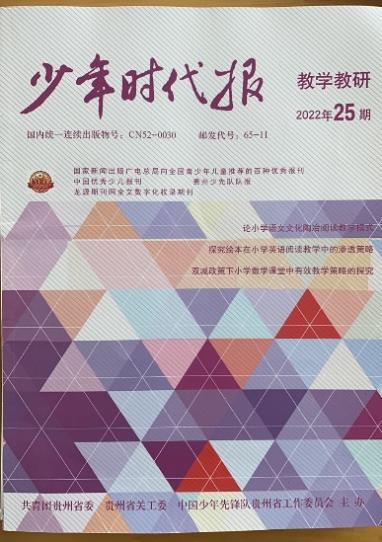 少年时代报
教学教研
2022年25期
国内统一连续出版物号：CN52-0030 邮发代号：65-11
国家新闻出版广电总局向全国青少年儿童推荐的百种优秀报刊
中国优秀少儿报刊 贵州少先队队报
龙源期刊网全文数字化收录期刊
论小学语文文化陶冶阅读教学模式
探究绘本在小学英语阅读教学中的渗透策略
双减政策下小学数学课堂中有效教学策略的探究
共青团贵州省委 贵州省关工委 中国少年先锋队贵州省工作委员会 主办